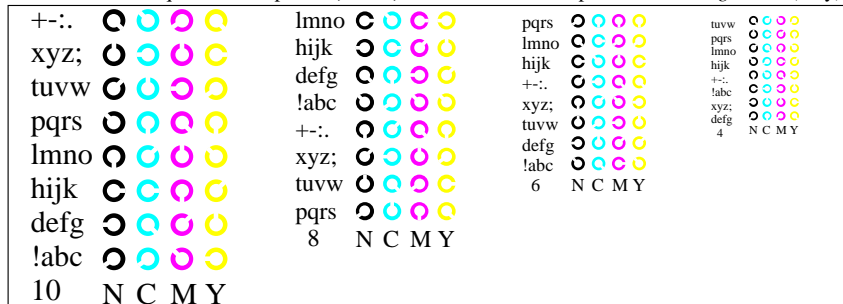 +-:.
xyz;
tuvw
pqrs
lmno
hijk
defg
!abc
10 N C M Y
lmno
hijk
defg
!abc
+-:.
xyz;
tuvw
pqrs
8 N C M Y
pqrs
lmno
hijk
+-:.
xyz;
tuvw
defg
!abc
6 N C M Y
tuvw
pqrs
lmno
hijk
+-:.
!abc
xyz;
defg
4 N C M Y